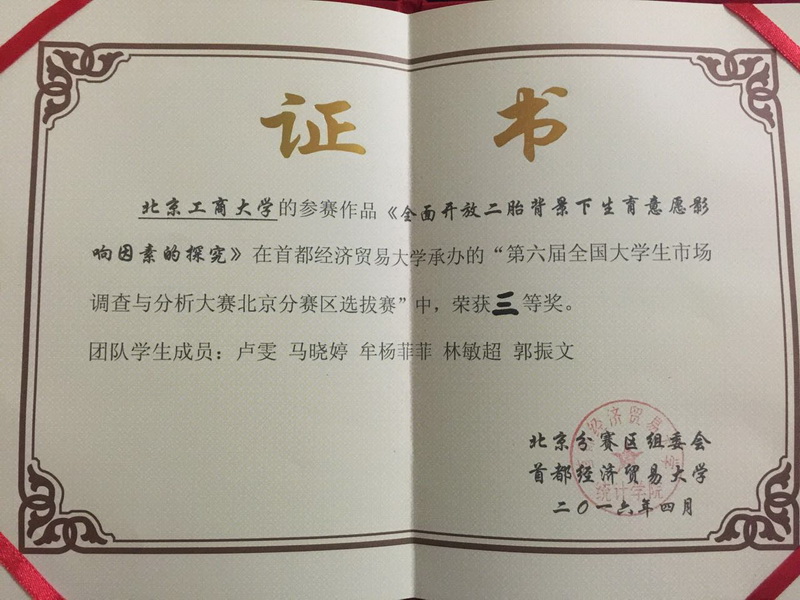 证书
北京工商大学的参赛作品《全面开放二胎背景下生育意愿影
响因素的探究》在首都经济贸易大学承办的“第六届全国大学生市场
调查与分析大赛北京分赛区选拔赛”中，荣获三等奖。
团队学生成员：卢雯 马晓婷 牟杨菲菲 林敏超 郭振文
北京分赛区组委会
首都经济贸易大学
统计学院
二〇一六年四月